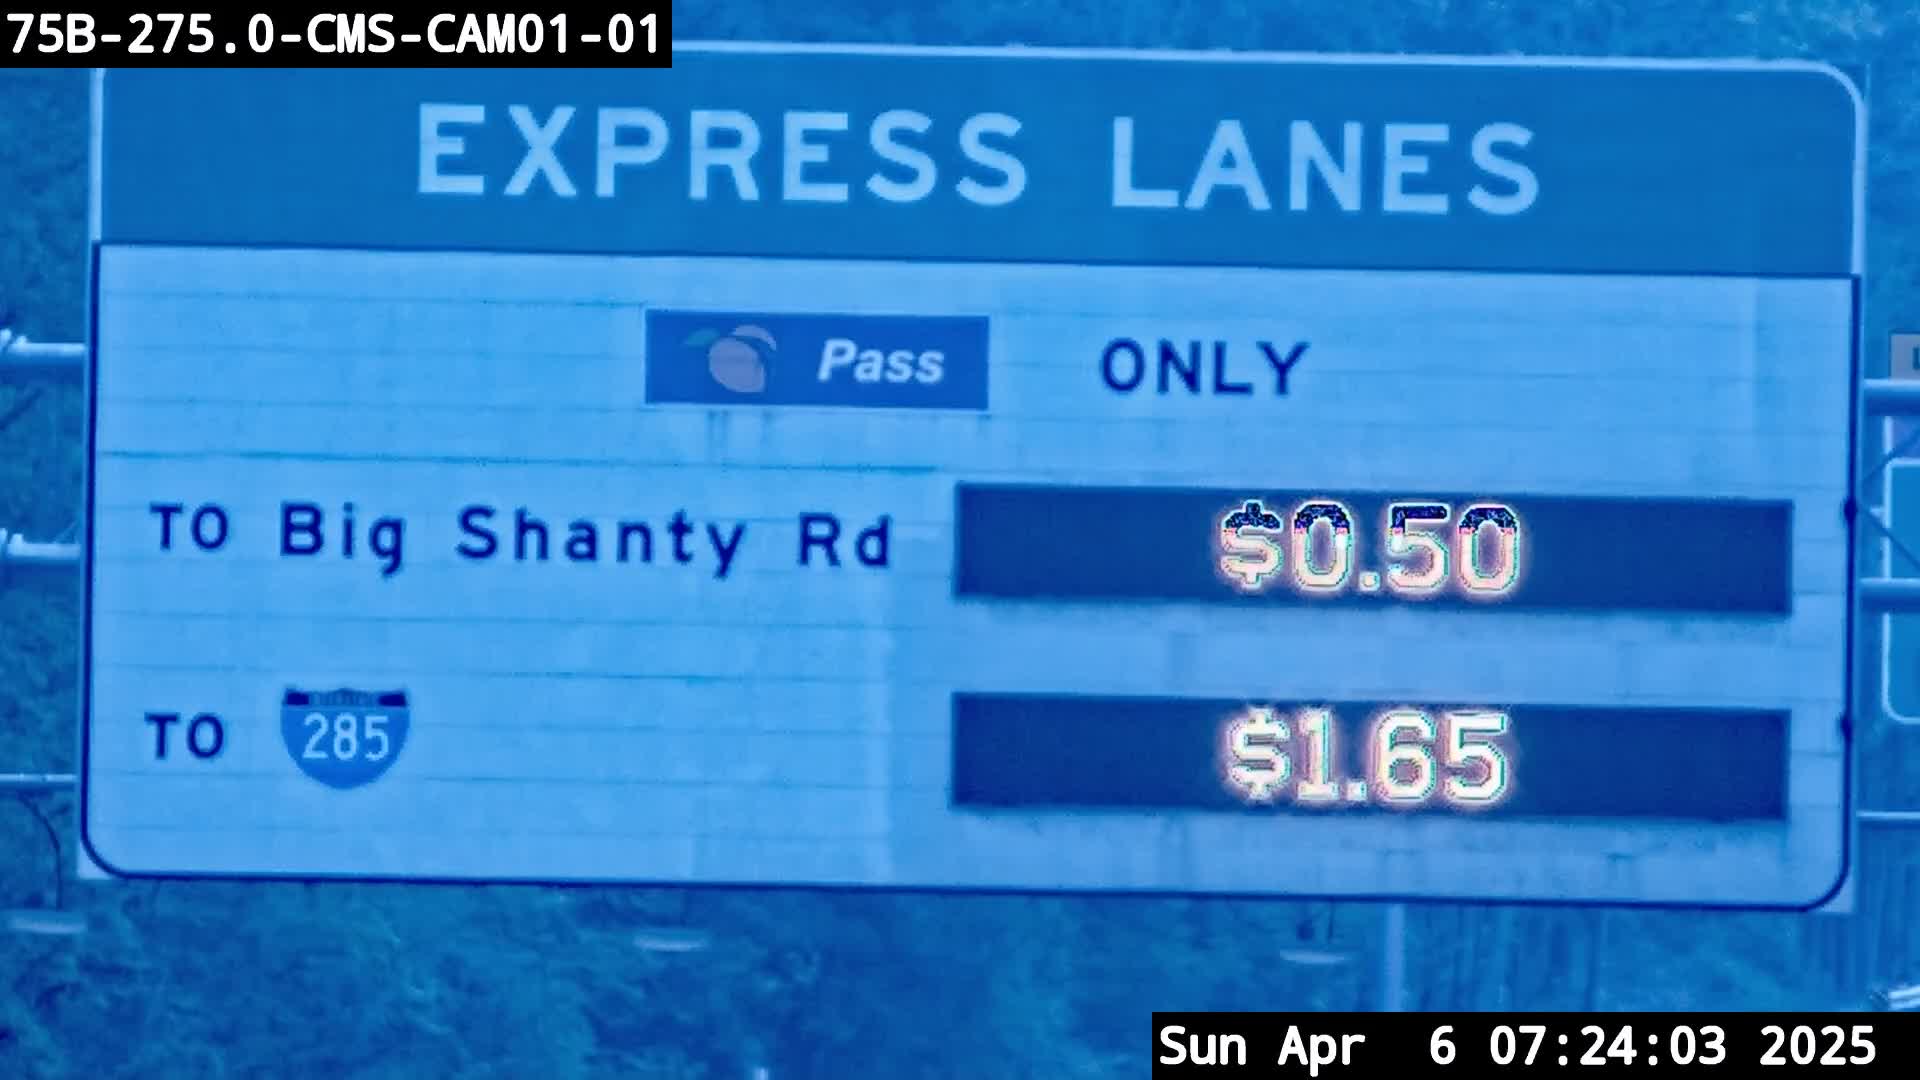 75B-275.0-CMS-CAM01-01
EXPRESS LANES
Pass ONLY
TO Big Shanty Rd $0.50
TO 285 $1.65
Sun Apr 6 07:24:03 2025